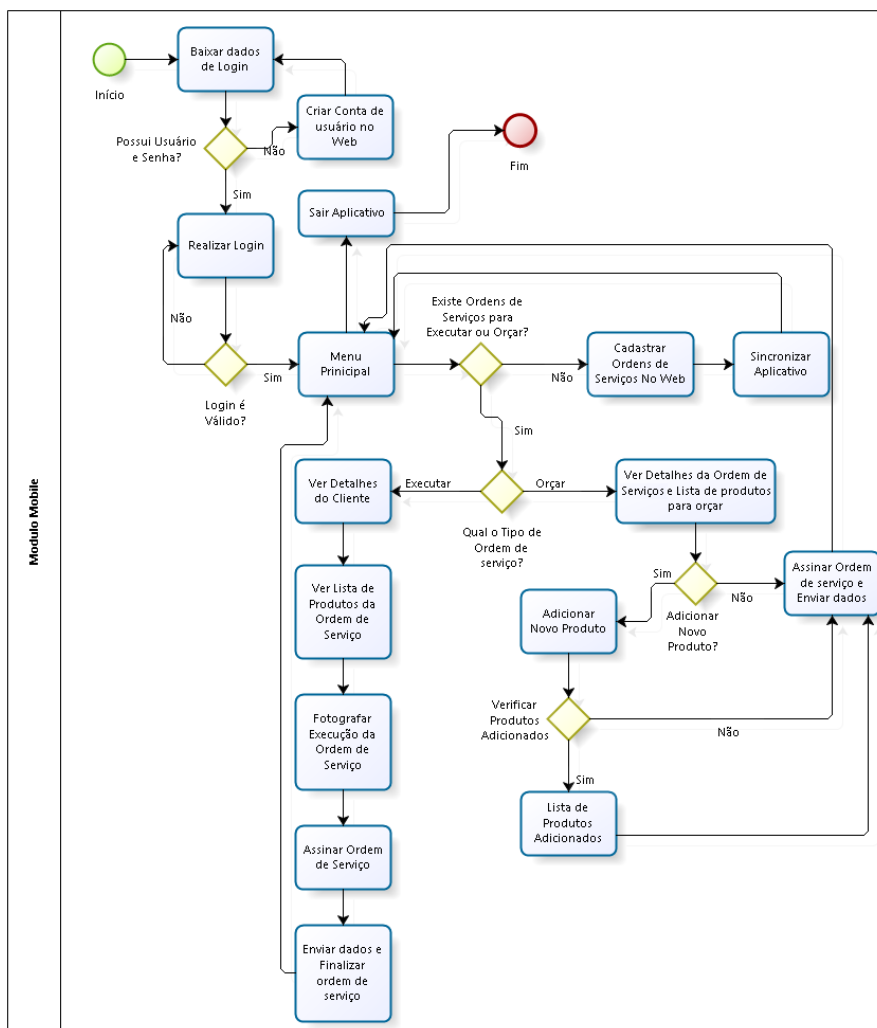 Modulo Mobile
Baixar dados
de Login
Início
Criar Conta de
usuário no
Web
Possui Usuário
e Senha?
Não
Fim
Sim
Sair Aplicativo
Realizar Login
Existe Ordens de
Serviços para
Executar ou Orçar?
Não
Menu
Prinicipal
Cadastrar
Ordens de
Serviços No Web
Sincronizar
Aplicativo
Sim
Não
Login é
Válido?
Sim
Ver Detalhes
do Cliente
Executar
Orçar
Ver Detalhes da Ordem de
Serviços e Lista de produtos
para orçar
Qual o Tipo de
Ordem de
serviço?
Assinar Ordem
de serviço e
Enviar dados
Sim
Não
Ver Lista de
Produtos da
Ordem de
Serviço
Adicionar
Novo Produto
Adicionar
Novo
Produto?
Verificar
Produtos
Adicionados
Não
Fotografar
Execução da
Ordem de
Serviço
Sim
Lista de
Produtos
Adicionados
Assinar Ordem
de Serviço
Enviar dados e
Finalizar
ordem de
serviço